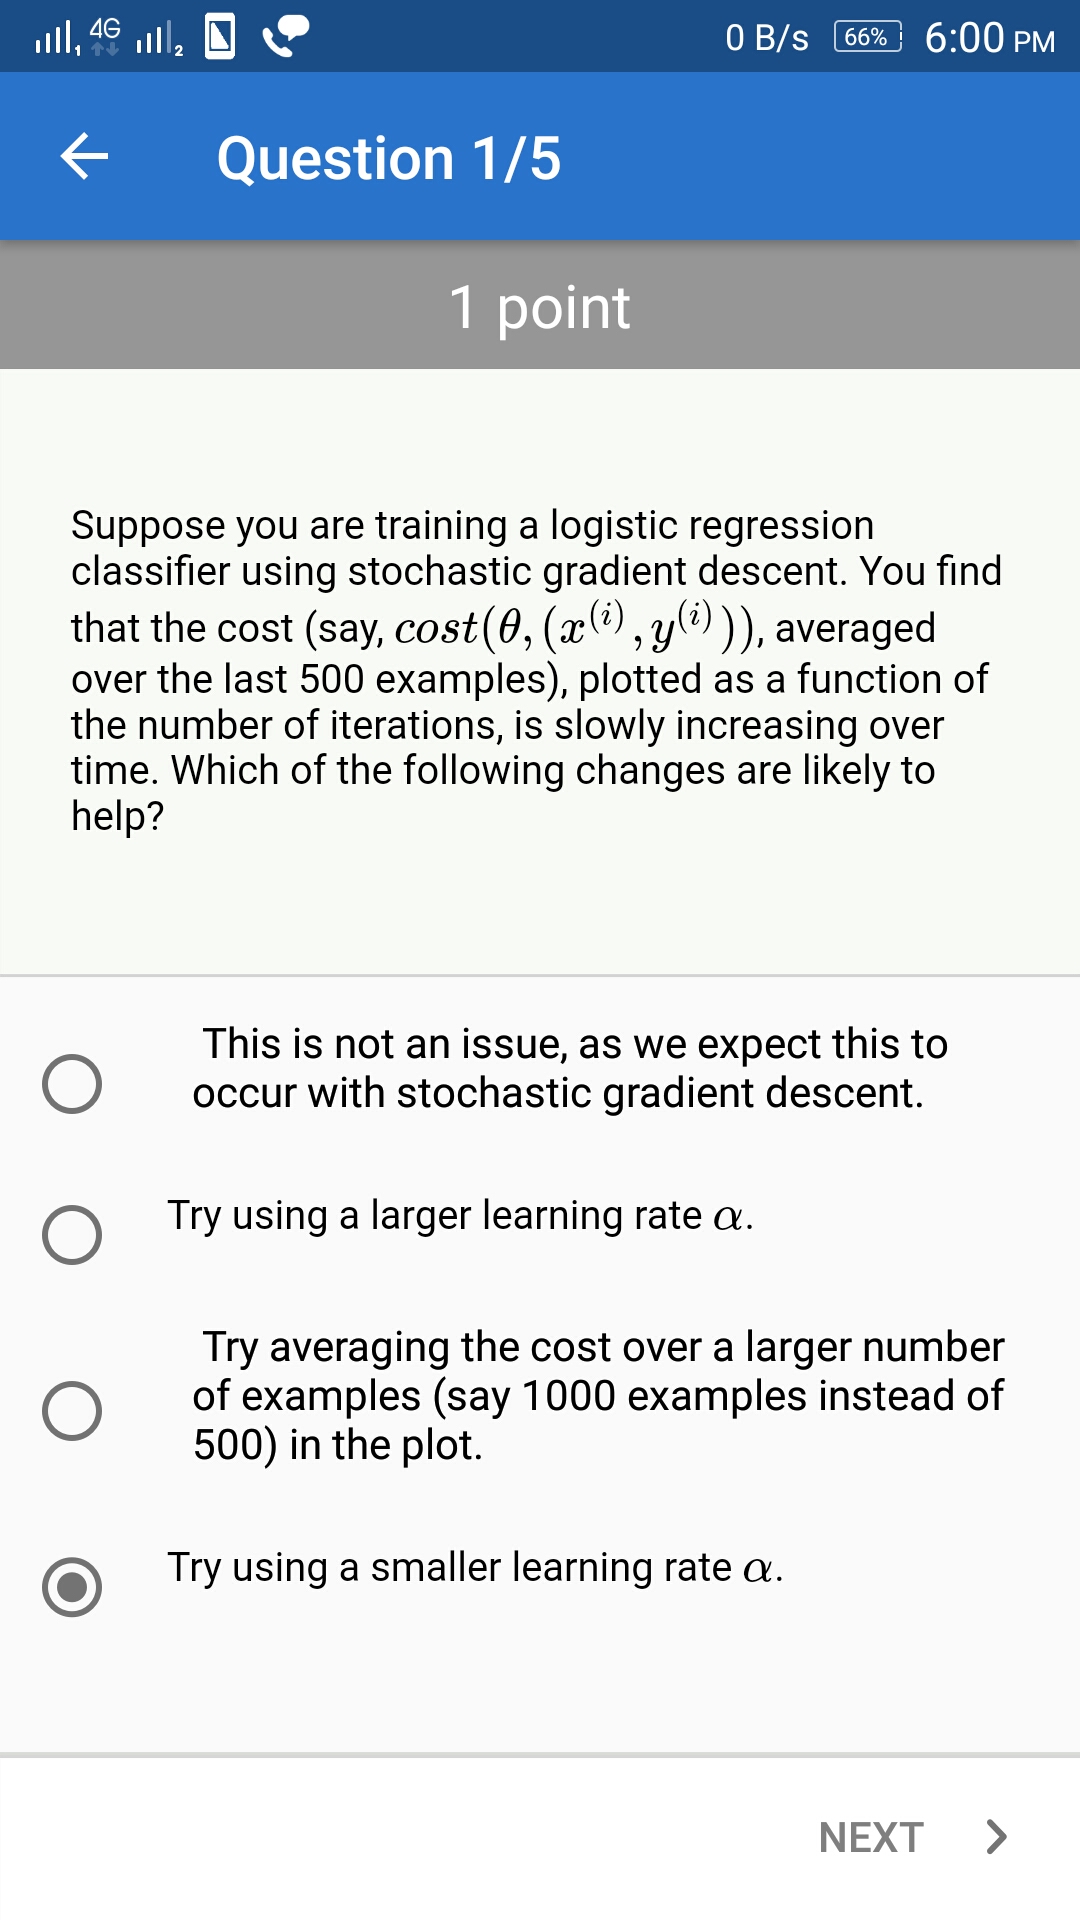 4G 1 2 0 B/s 66% 6:00 PM
Question 1/5
1 point
Suppose you are training a logistic regression
classifier using stochastic gradient descent. You find
that the cost (say, cost(θ, (x^(i), y^(i))), averaged
over the last 500 examples), plotted as a function of
the number of iterations, is slowly increasing over
time. Which of the following changes are likely to
help?
This is not an issue, as we expect this to
occur with stochastic gradient descent.
Try using a larger learning rate α.
Try averaging the cost over a larger number
of examples (say 1000 examples instead of
500) in the plot.
Try using a smaller learning rate α.
NEXT